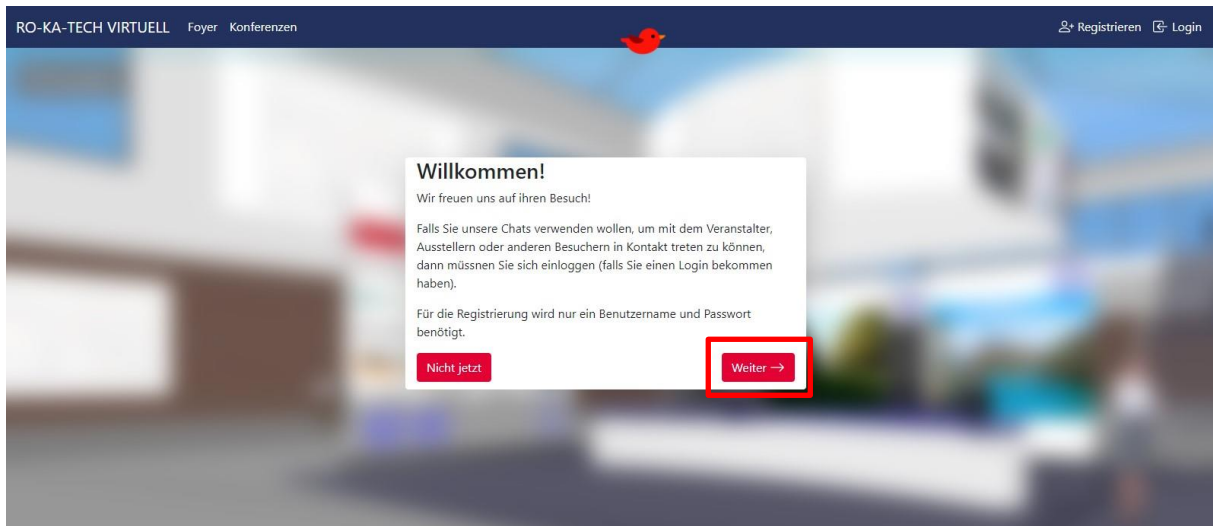 RO-KA-TECH VIRTUELL Foyer Konferenzen Registrieren Login
Willkommen!
Wir freuen uns auf ihren Besuch!
Falls Sie unsere Chats verwenden wollen, um mit dem Veranstalter,
Ausstellern oder anderen Besuchern in Kontakt treten zu können,
dann müssnen Sie sich einloggen (falls Sie einen Login bekommen
haben).
Für die Registrierung wird nur ein Benutzername und Passwort
benötigt.
Nicht jetzt Weiter →